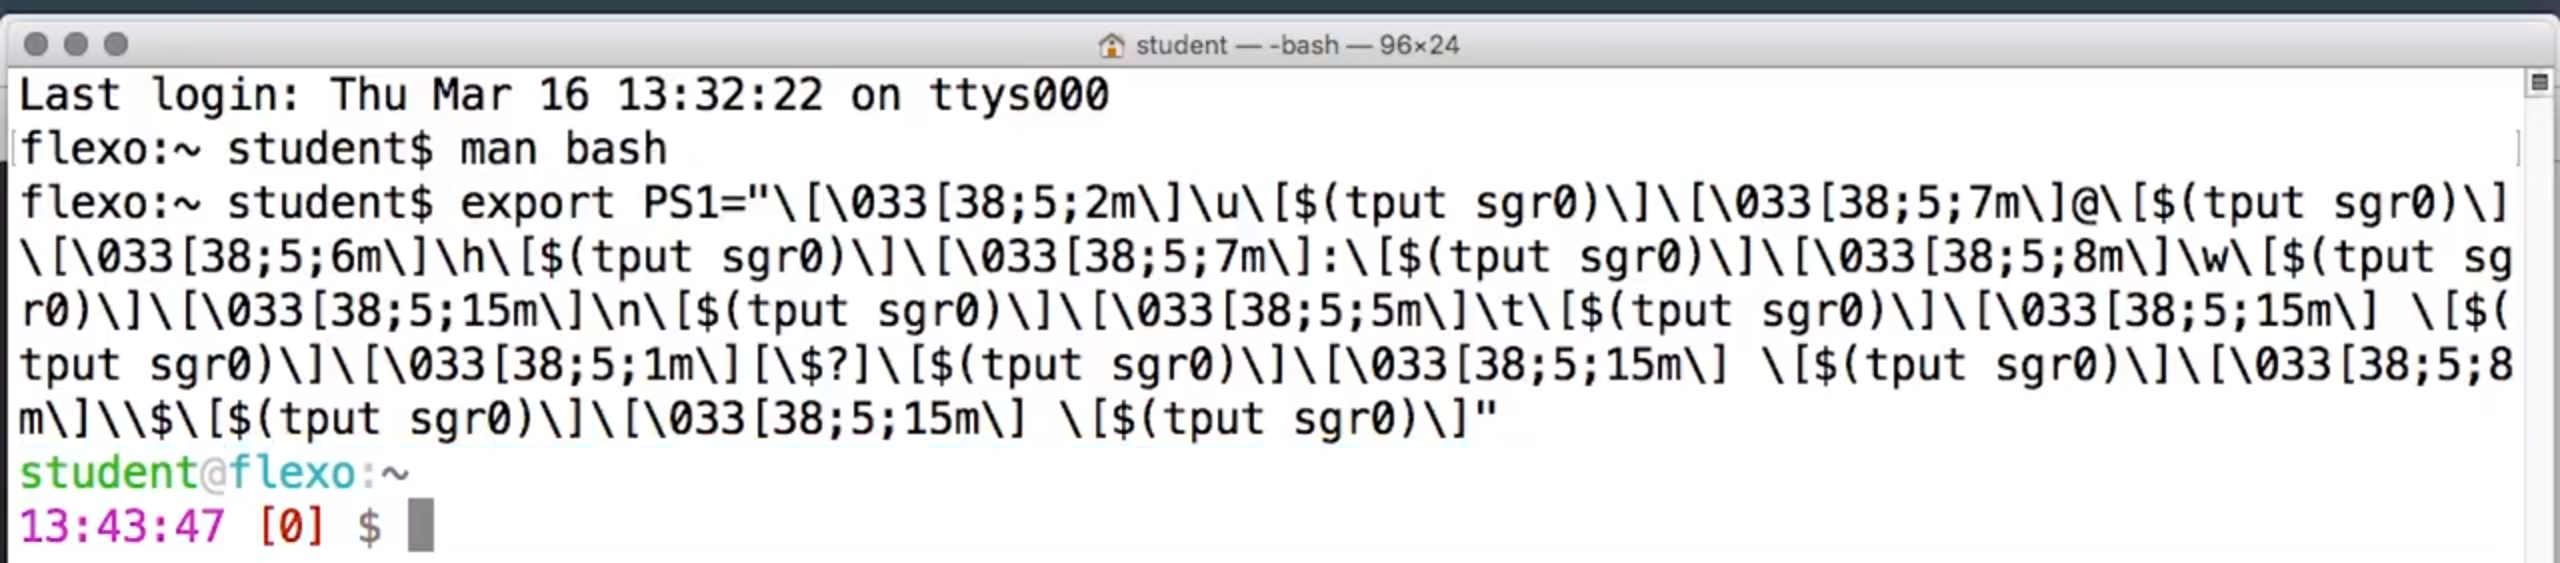 student — -bash — 96×24
Last login: Thu Mar 16 13:32:22 on ttys000
flexo:~ student$ man bash
flexo:~ student$ export PS1="\[\033[38;5;2m\]\u\[$(tput sgr0)\]\[\033[38;5;7m\]@\[$(tput sgr0)\]
\[\033[38;5;6m\]\h\[$(tput sgr0)\]\[\033[38;5;7m\]:\[$(tput sgr0)\]\[\033[38;5;8m\]\w\[$(tput sg
r0)\]\[\033[38;5;15m\]\n\[$(tput sgr0)\]\[\033[38;5;5m\]\t\[$(tput sgr0)\]\[\033[38;5;15m\] \[$(
tput sgr0)\]\[\033[38;5;1m\][\$?]\[$(tput sgr0)\]\[\033[38;5;15m\] \[$(tput sgr0)\]\[\033[38;5;8
m\]\\$\[$(tput sgr0)\]\[\033[38;5;15m\] \[$(tput sgr0)\]"
student@flexo:~
13:43:47 [0] $